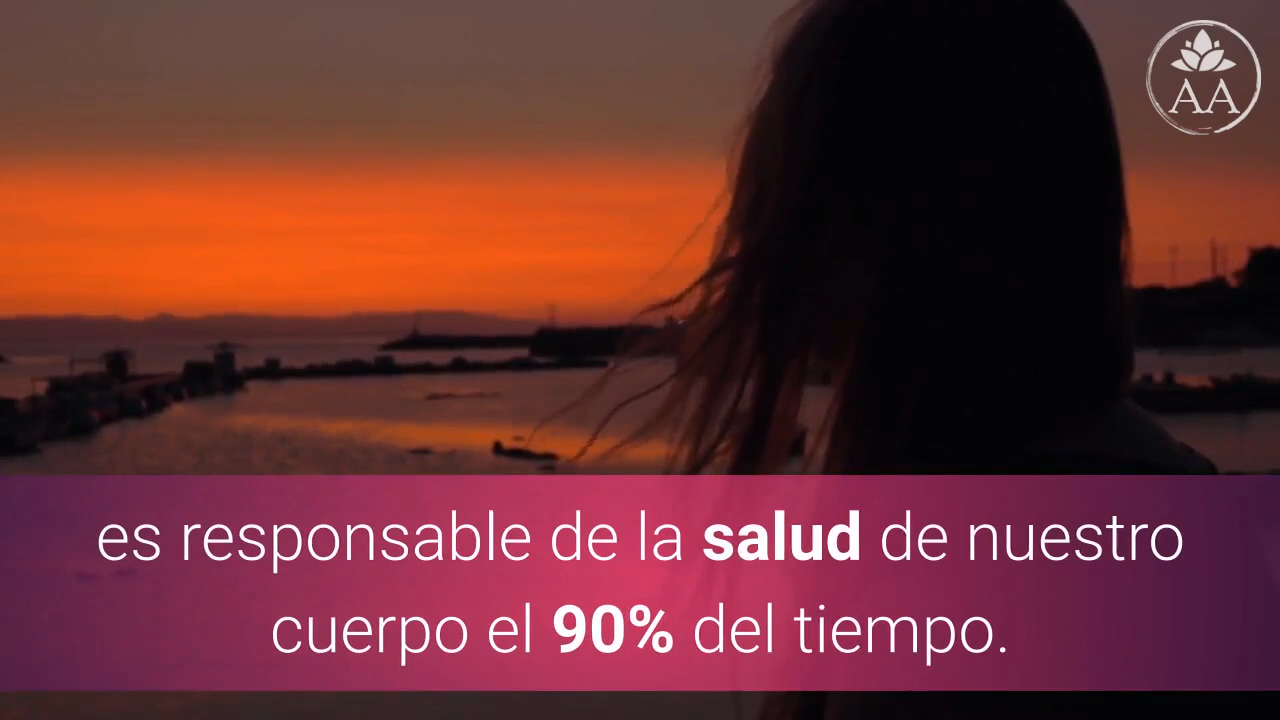 AA
es responsable de la salud de nuestro
cuerpo el 90% del tiempo.